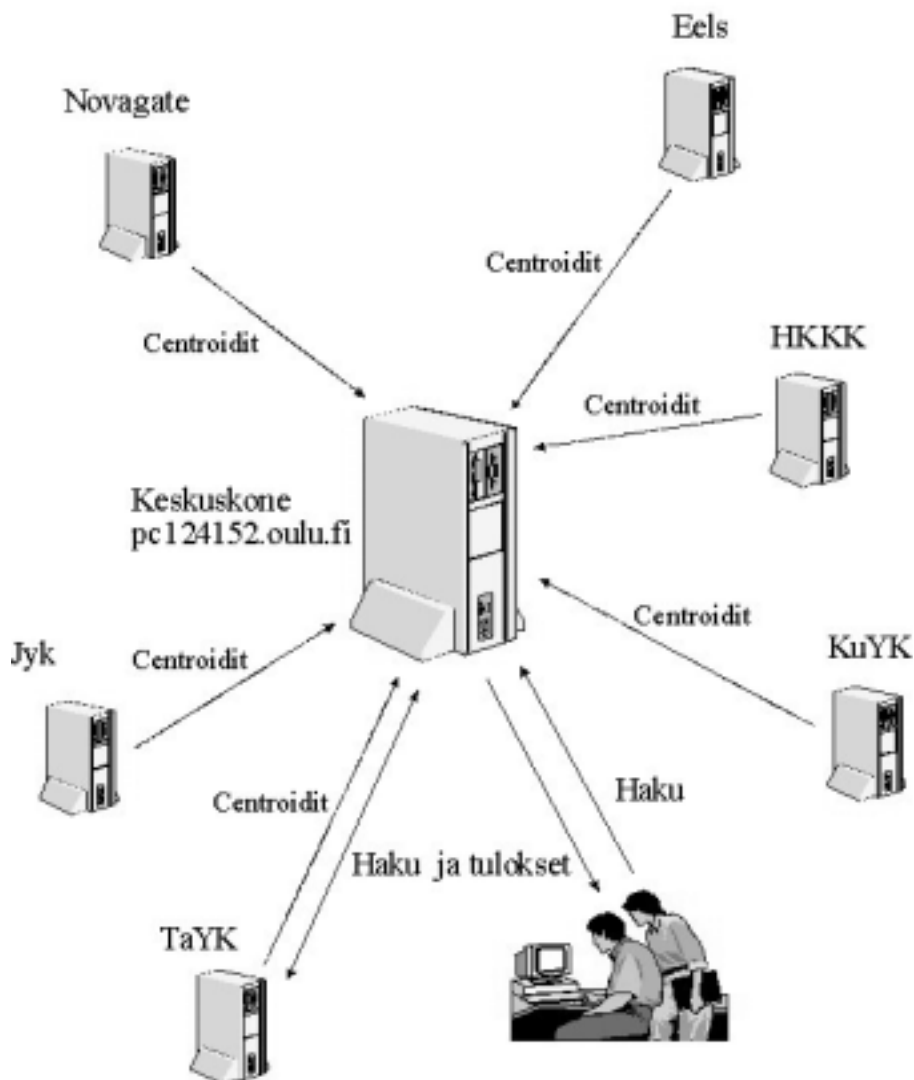 Eels
Novagate
Centroidit
Centroidit
HKKK
Centroidit
Keskuskone
pc124152.oulu.fi
Centroidit
KuYK
Jyk
Centroidit
Centroidit
Haku
Haku ja tulokset
TaYK